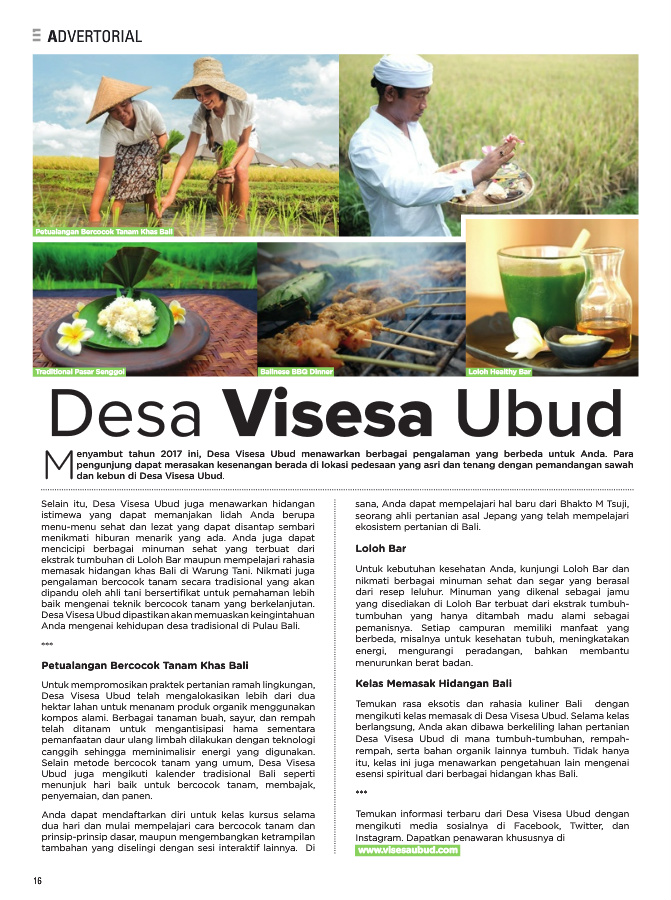 ADVERTORIAL
Petualangan Bercocok Tanam Khas Bali
Traditional Pasar Senggol
Balinese BBQ Dinner
Loloh Healthy Bar
Desa Visesa Ubud
Menyambut tahun 2017 ini, Desa Visesa Ubud menawarkan berbagai pengalaman yang berbeda untuk Anda. Para
pengunjung dapat merasakan kesenangan berada di lokasi pedesaan yang asri dan tenang dengan pemandangan sawah
dan kebun di Desa Visesa Ubud.
Selain itu, Desa Visesa Ubud juga menawarkan hidangan
istimewa yang dapat memanjakan lidah Anda berupa
menu-menu sehat dan lezat yang dapat disantap sembari
menikmati hiburan menarik yang ada. Anda juga dapat
mencicipi berbagai minuman sehat yang terbuat dari
ekstrak tumbuhan di Loloh Bar maupun mempelajari rahasia
memasak hidangan khas Bali di Warung Tani. Nikmati juga
pengalaman bercocok tanam secara tradisional yang akan
dipandu oleh ahli tani bersertifikat untuk pemahaman lebih
baik mengenai teknik bercocok tanam yang berkelanjutan.
Desa Visesa Ubud dipastikan akan memuaskan keingintahuan
Anda mengenai kehidupan desa tradisional di Pulau Bali.
***
Petualangan Bercocok Tanam Khas Bali
Untuk mempromosikan praktek pertanian ramah lingkungan,
Desa Visesa Ubud telah mengalokasikan lebih dari dua
hektar lahan untuk menanam produk organik menggunakan
kompos alami. Berbagai tanaman buah, sayur, dan rempah
telah ditanam untuk mengantisipasi hama sementara
pemanfaatan daur ulang limbah dilakukan dengan teknologi
canggih sehingga meminimalisir energi yang digunakan.
Selain metode bercocok tanam yang umum, Desa Visesa
Ubud juga mengikuti kalender tradisional Bali seperti
menunjuk hari baik untuk bercocok tanam, membajak,
penyemaian, dan panen.
Anda dapat mendaftarkan diri untuk kelas kursus selama
dua hari dan mulai mempelajari cara bercocok tanam dan
prinsip-prinsip dasar, maupun mengembangkan ketrampilan
tambahan yang diselingi dengan sesi interaktif lainnya. Di
sana, Anda dapat mempelajari hal baru dari Bhakto M Tsuji,
seorang ahli pertanian asal Jepang yang telah mempelajari
ekosistem pertanian di Bali.
Loloh Bar
Untuk kebutuhan kesehatan Anda, kunjungi Loloh Bar dan
nikmati berbagai minuman sehat dan segar yang berasal
dari resep leluhur. Minuman yang dikenal sebagai jamu
yang disediakan di Loloh Bar terbuat dari ekstrak tumbuh-
tumbuhan yang hanya ditambah madu alami sebagai
pemanisnya. Setiap campuran memiliki manfaat yang
berbeda, misalnya untuk kesehatan tubuh, meningkatakan
energi, mengurangi peradangan, bahkan membantu
menurunkan berat badan.
Kelas Memasak Hidangan Bali
Temukan rasa eksotis dan rahasia kuliner Bali dengan
mengikuti kelas memasak di Desa Visesa Ubud. Selama kelas
berlangsung, Anda akan dibawa berkeliling lahan pertanian
Desa Visesa Ubud di mana tumbuh-tumbuhan, rempah-
rempah, serta bahan organik lainnya tumbuh. Tidak hanya
itu, kelas ini juga menawarkan pengetahuan lain mengenai
esensi spiritual dari berbagai hidangan khas Bali.
***
Temukan informasi terbaru dari Desa Visesa Ubud dengan
mengikuti media sosialnya di Facebook, Twitter, dan
Instagram. Dapatkan penawaran khususnya di
www.visesaubud.com
16